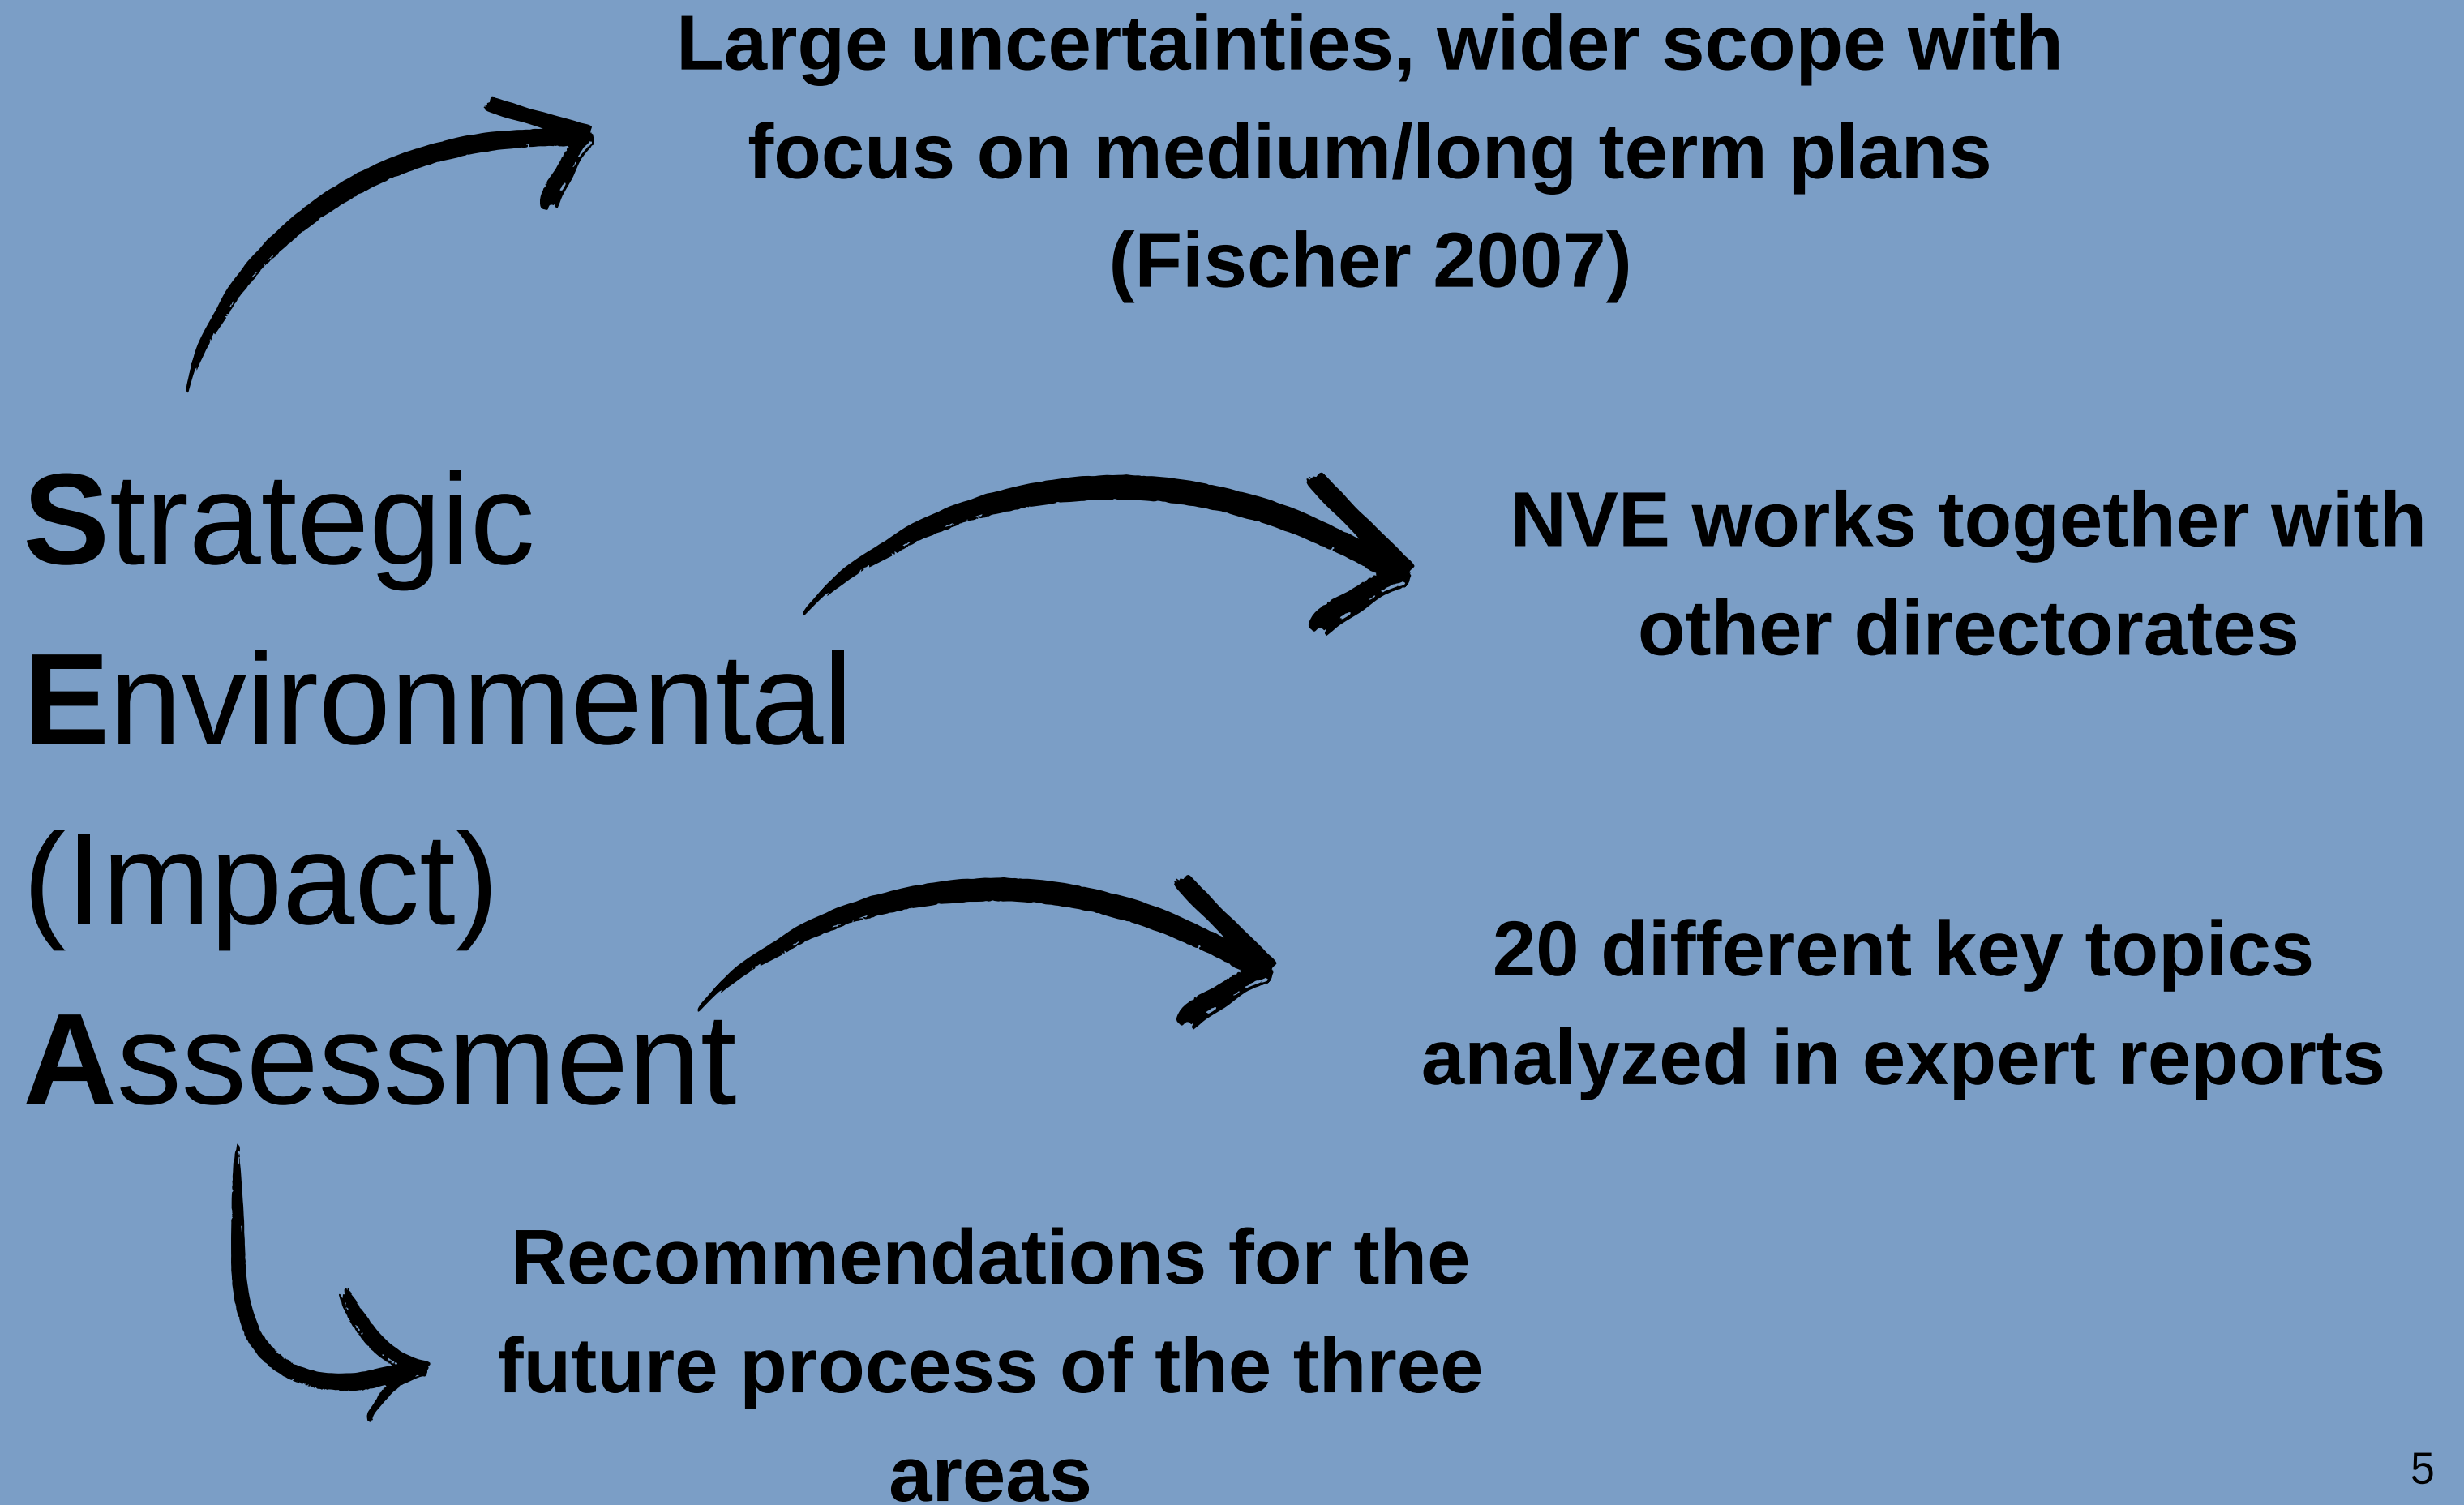 Large uncertainties, wider scope with
focus on medium/long term plans
(Fischer 2007)
Strategic
Environmental
(Impact)
Assessment
NVE works together with
other directorates
20 different key topics
analyzed in expert reports
Recommendations for the
future process of the three
areas
5